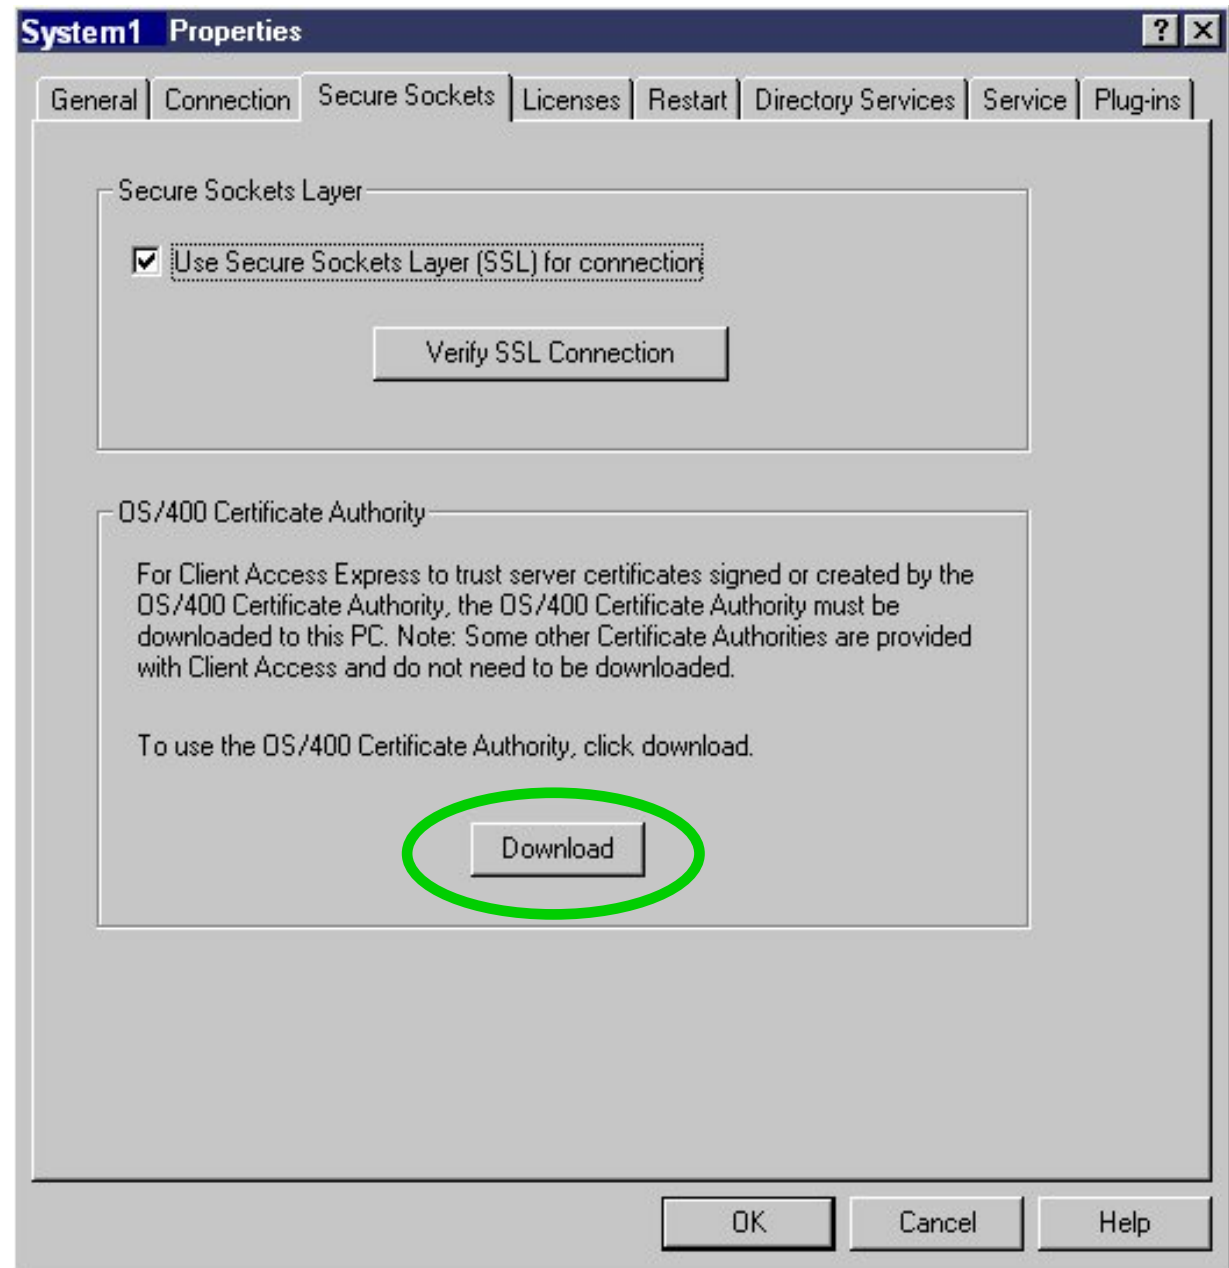 System1 Properties
General Connection Secure Sockets Licenses Restart Directory Services Service Plug-ins
Secure Sockets Layer
Use Secure Sockets Layer (SSL) for connection
Verify SSL Connection
OS/400 Certificate Authority
For Client Access Express to trust server certificates signed or created by the
OS/400 Certificate Authority, the OS/400 Certificate Authority must be
downloaded to this PC. Note: Some other Certificate Authorities are provided
with Client Access and do not need to be downloaded.
To use the OS/400 Certificate Authority, click download.
Download
OK Cancel Help